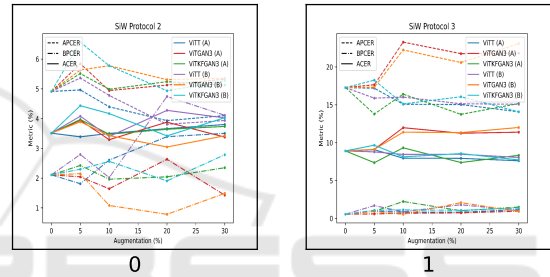 SiW Protocol 2
APCER
BPCER
ACER
ViTT (A)
ViTGAN3 (A)
ViTKFGAN3 (A)
ViTT (B)
ViTGAN3 (B)
ViTKFGAN3 (B)
Metric (%)
6
5
4
3
2
1
0 5 10 15 20 25 30
Augmentation (%)
0
SiW Protocol 3
APCER
BPCER
ACER
ViTT (A)
ViTGAN3 (A)
ViTKFGAN3 (A)
ViTT (B)
ViTGAN3 (B)
ViTKFGAN3 (B)
Metric (%)
20
15
10
5
0
0 5 10 15 20 25 30
Augmentation (%)
1